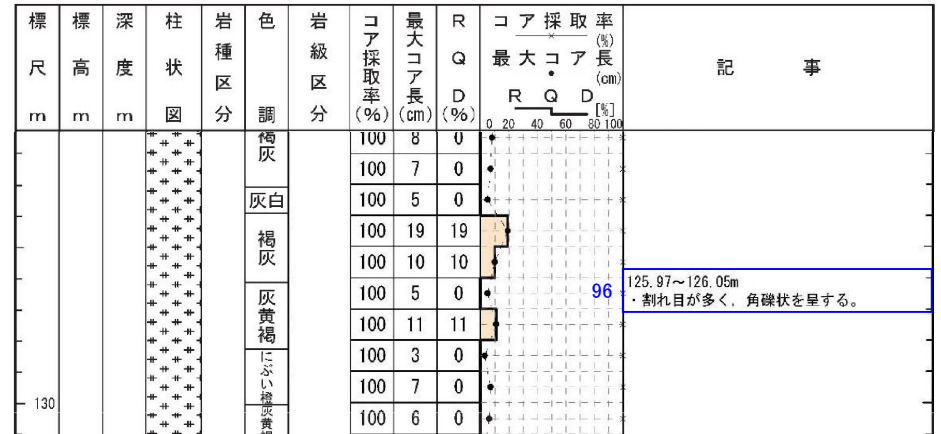 標尺m
標高m
深度m
柱状図
岩種区分
色調
岩級区分
コア採取率(%)
最大コア長(cm)
RQD(%)
コア採取率(%)
最大コア長(cm)
RQD[%]
0 20 40 60 80 100
記事
褐灰
100 8 0
100 7 0
灰白
100 5 0
褐灰
100 19 19
100 10 10
灰黄褐
100 5 0
96
125.97~126.05m
・割れ目が多く,角礫状を呈する。
100 11 11
にぶい橙
100 3 0
100 7 0
130
灰黄
100 6 0